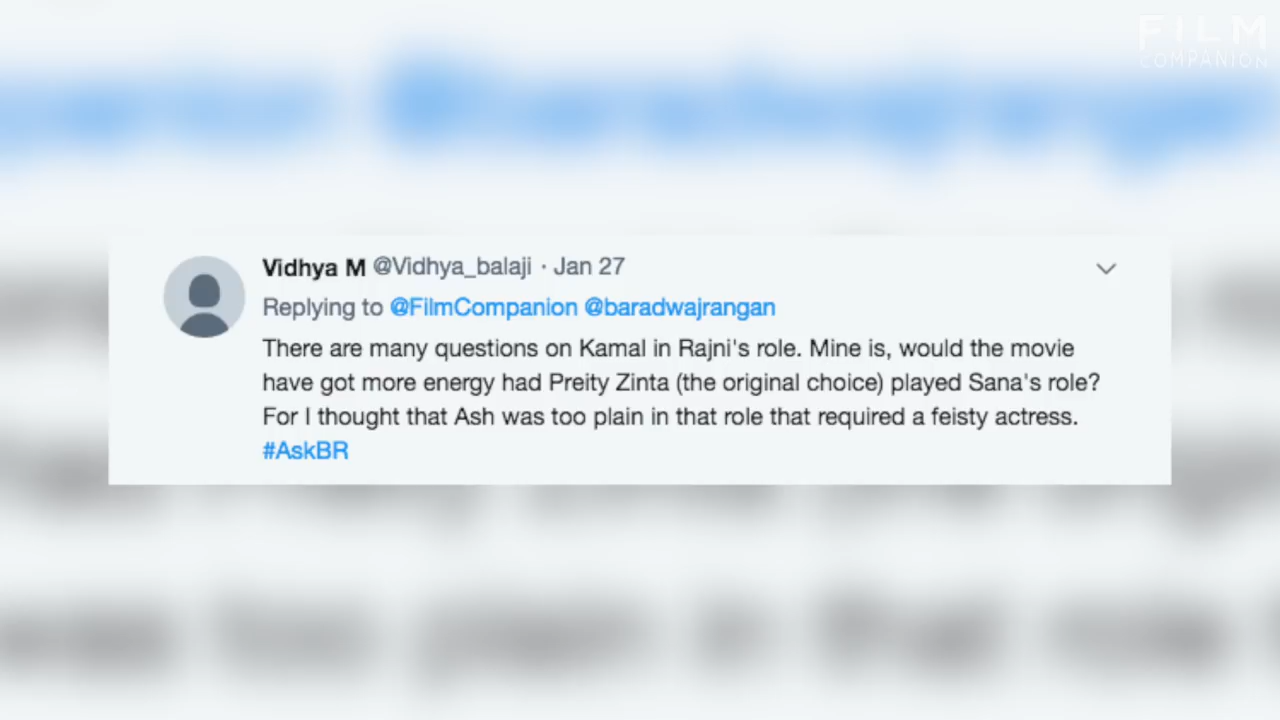 FILM
COMPANION
Vidhya M @Vidhya_balaji · Jan 27
Replying to @FilmCompanion @baradwajrangan
There are many questions on Kamal in Rajni's role. Mine is, would the movie
have got more energy had Preity Zinta (the original choice) played Sana's role?
For I thought that Ash was too plain in that role that required a feisty actress.
#AskBR